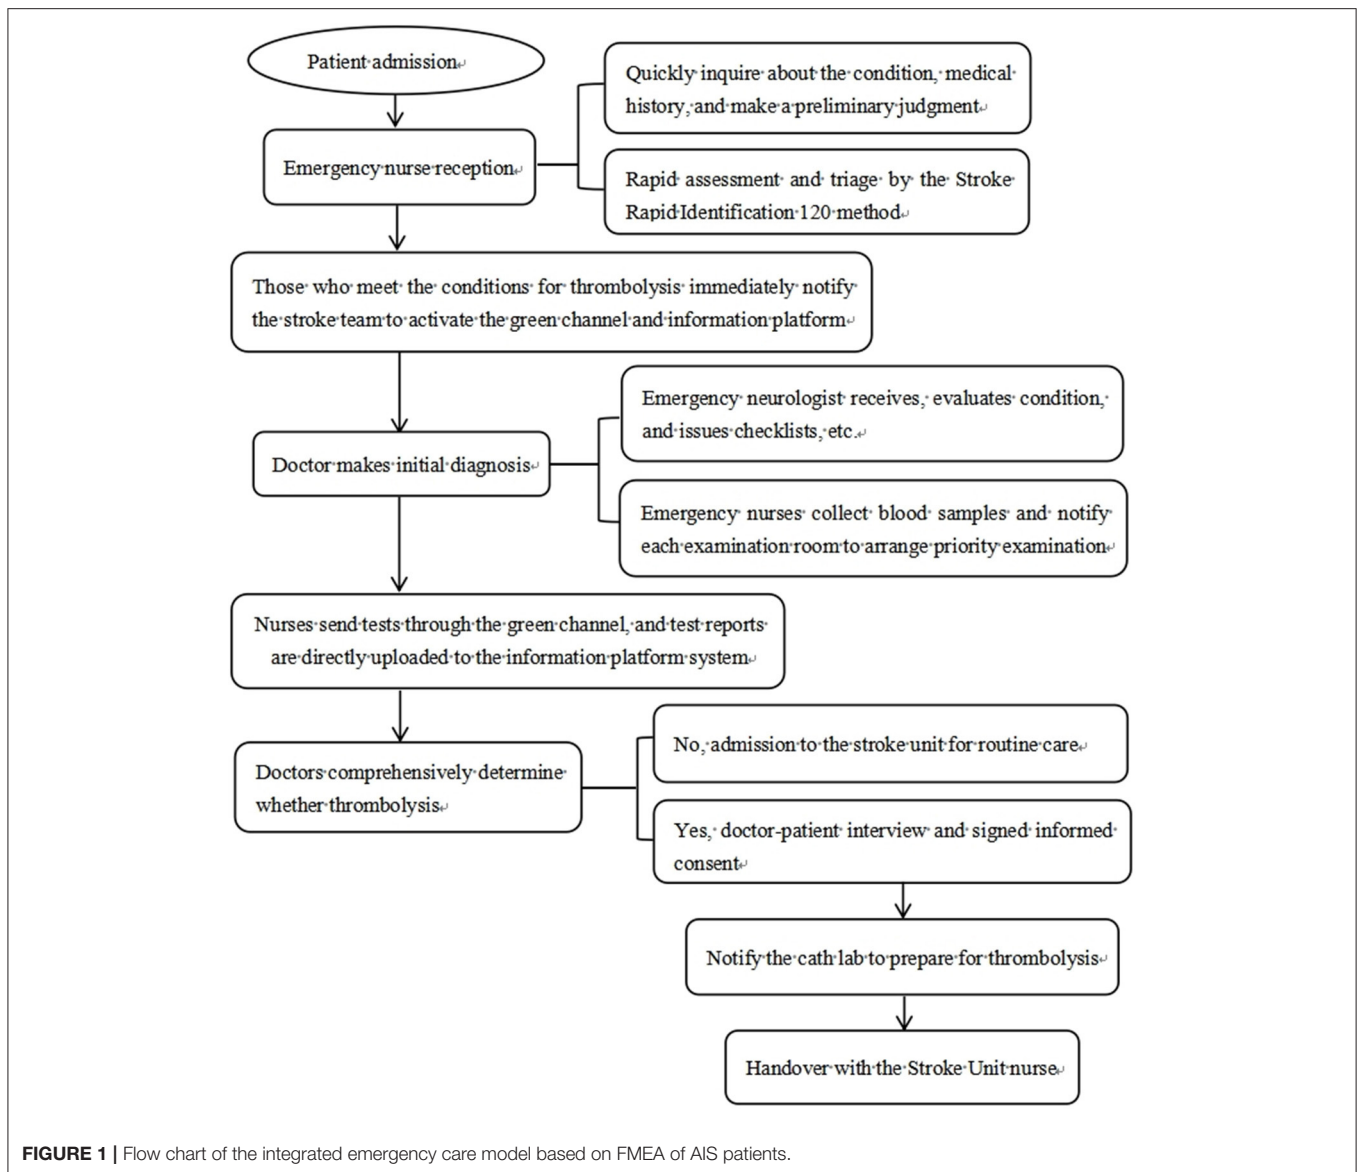 Patient admission
Emergency nurse reception
Quickly inquire about the condition, medical
history, and make a preliminary judgment
Rapid assessment and triage by the Stroke
Rapid Identification 120 method
Those who meet the conditions for thrombolysis immediately notify
the stroke team to activate the green channel and information platform
Doctor makes initial diagnosis
Emergency neurologist receives, evaluates condition,
and issues checklists, etc.
Emergency nurses collect blood samples and notify
each examination room to arrange priority examination
Nurses send tests through the green channel, and test reports
are directly uploaded to the information platform system
Doctors comprehensively determine
whether thrombolysis
No, admission to the stroke unit for routine care
Yes, doctor-patient interview and signed informed
consent
Notify the cath lab to prepare for thrombolysis
Handover with the Stroke Unit nurse
FIGURE 1 | Flow chart of the integrated emergency care model based on FMEA of AIS patients.